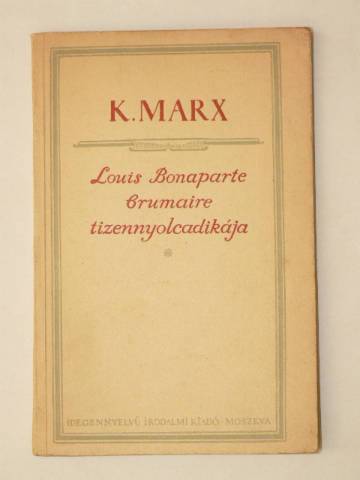 K. MARX
Louis Bonaparte
brumaire
tizennyolcadikája
IDEGENNYELVŰ IRODALMI KIADÓ · MOSZKVA